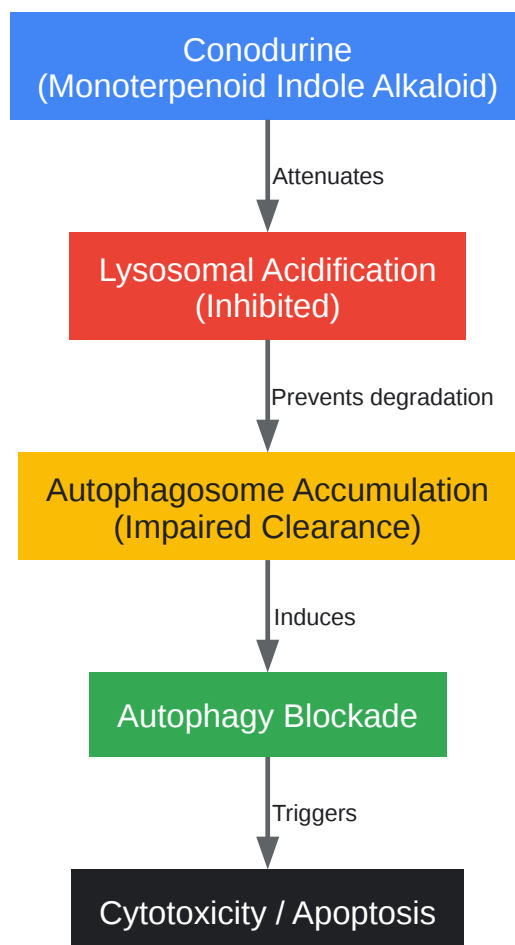 Conodurine
(Monoterpenoid Indole Alkaloid)
Attenuates
Lysosomal Acidification
(Inhibited)
Prevents degradation
Autophagosome Accumulation
(Impaired Clearance)
Induces
Autophagy Blockade
Triggers
Cytotoxicity / Apoptosis